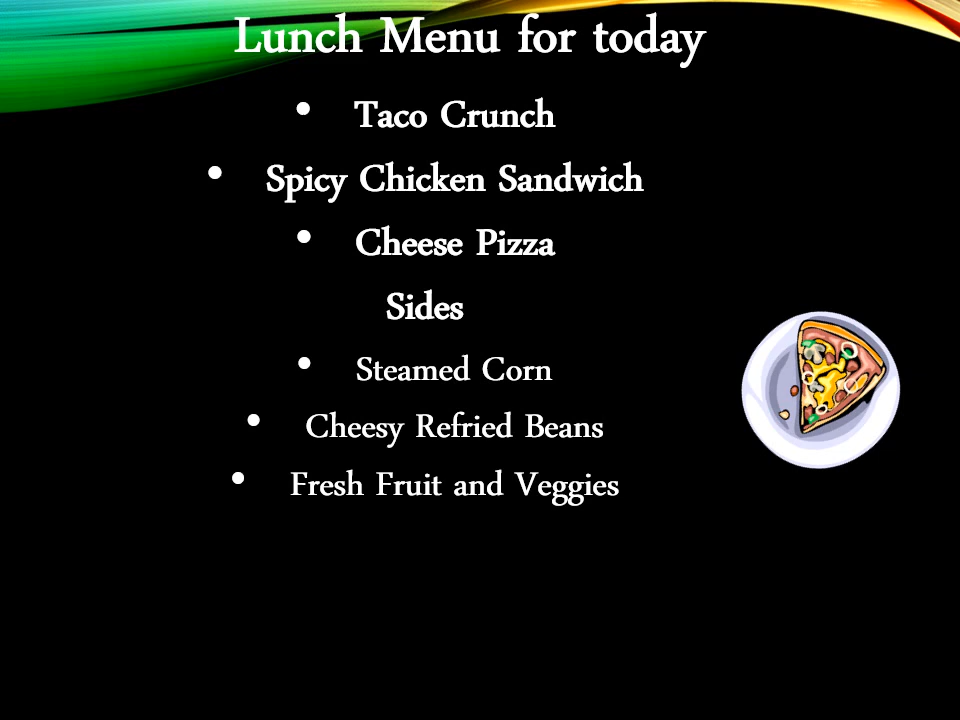 Lunch Menu for today
• Taco Crunch
• Spicy Chicken Sandwich
• Cheese Pizza
Sides
• Steamed Corn
• Cheesy Refried Beans
• Fresh Fruit and Veggies